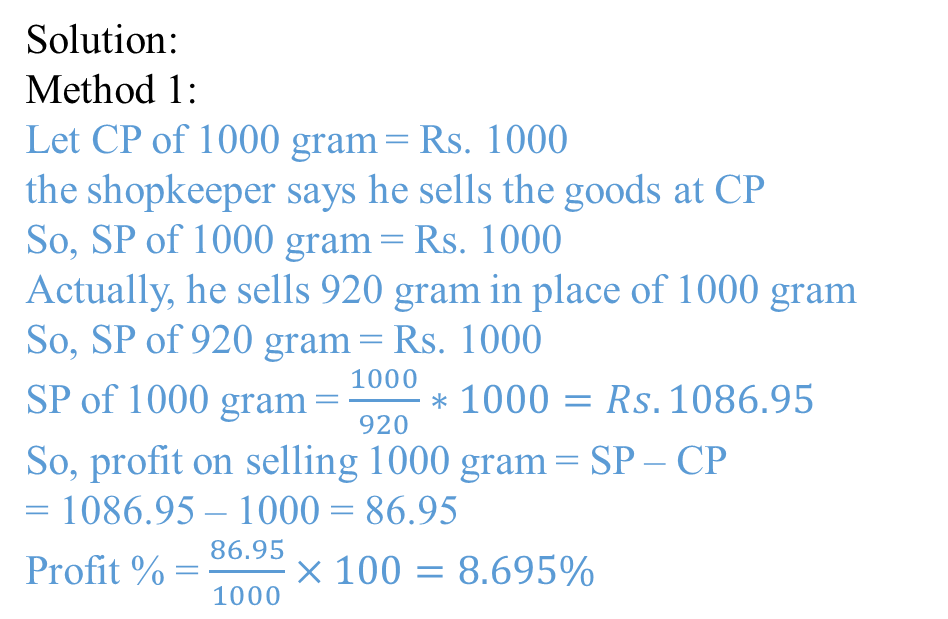 Solution:
Method 1:
Let CP of 1000 gram = Rs. 1000
the shopkeeper says he sells the goods at CP
So, SP of 1000 gram = Rs. 1000
Actually, he sells 920 gram in place of 1000 gram
So, SP of 920 gram = Rs. 1000
SP of 1000 gram = 1000/920 * 1000 = Rs. 1086.95
So, profit on selling 1000 gram = SP – CP
= 1086.95 – 1000 = 86.95
Profit % = 86.95/1000 × 100 = 8.695%